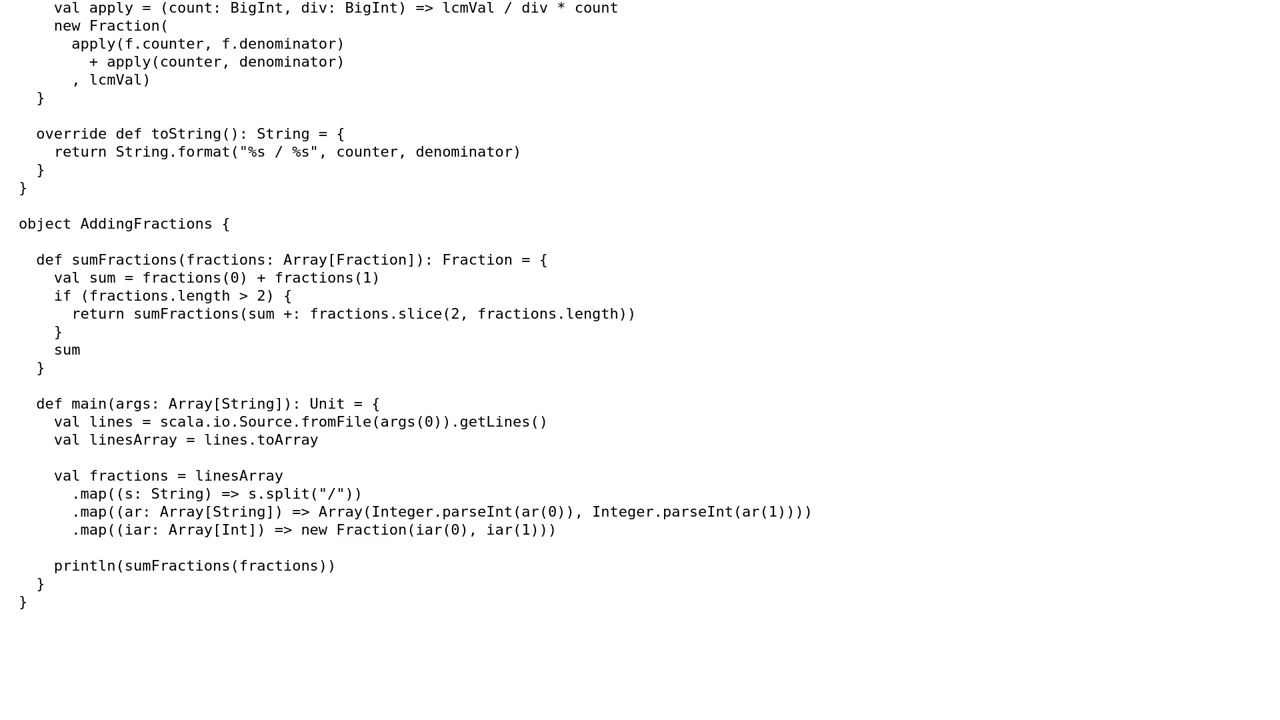 val apply = (count: BigInt, div: BigInt) => lcmVal / div * count
    new Fraction(
      apply(f.counter, f.denominator)
        + apply(counter, denominator)
      , lcmVal)
  }

  override def toString(): String = {
    return String.format("%s / %s", counter, denominator)
  }
}

object AddingFractions {

  def sumFractions(fractions: Array[Fraction]): Fraction = {
    val sum = fractions(0) + fractions(1)
    if (fractions.length > 2) {
      return sumFractions(sum +: fractions.slice(2, fractions.length))
    }
    sum
  }

  def main(args: Array[String]): Unit = {
    val lines = scala.io.Source.fromFile(args(0)).getLines()
    val linesArray = lines.toArray

    val fractions = linesArray
      .map((s: String) => s.split("/"))
      .map((ar: Array[String]) => Array(Integer.parseInt(ar(0)), Integer.parseInt(ar(1))))
      .map((iar: Array[Int]) => new Fraction(iar(0), iar(1)))

    println(sumFractions(fractions))
  }
}